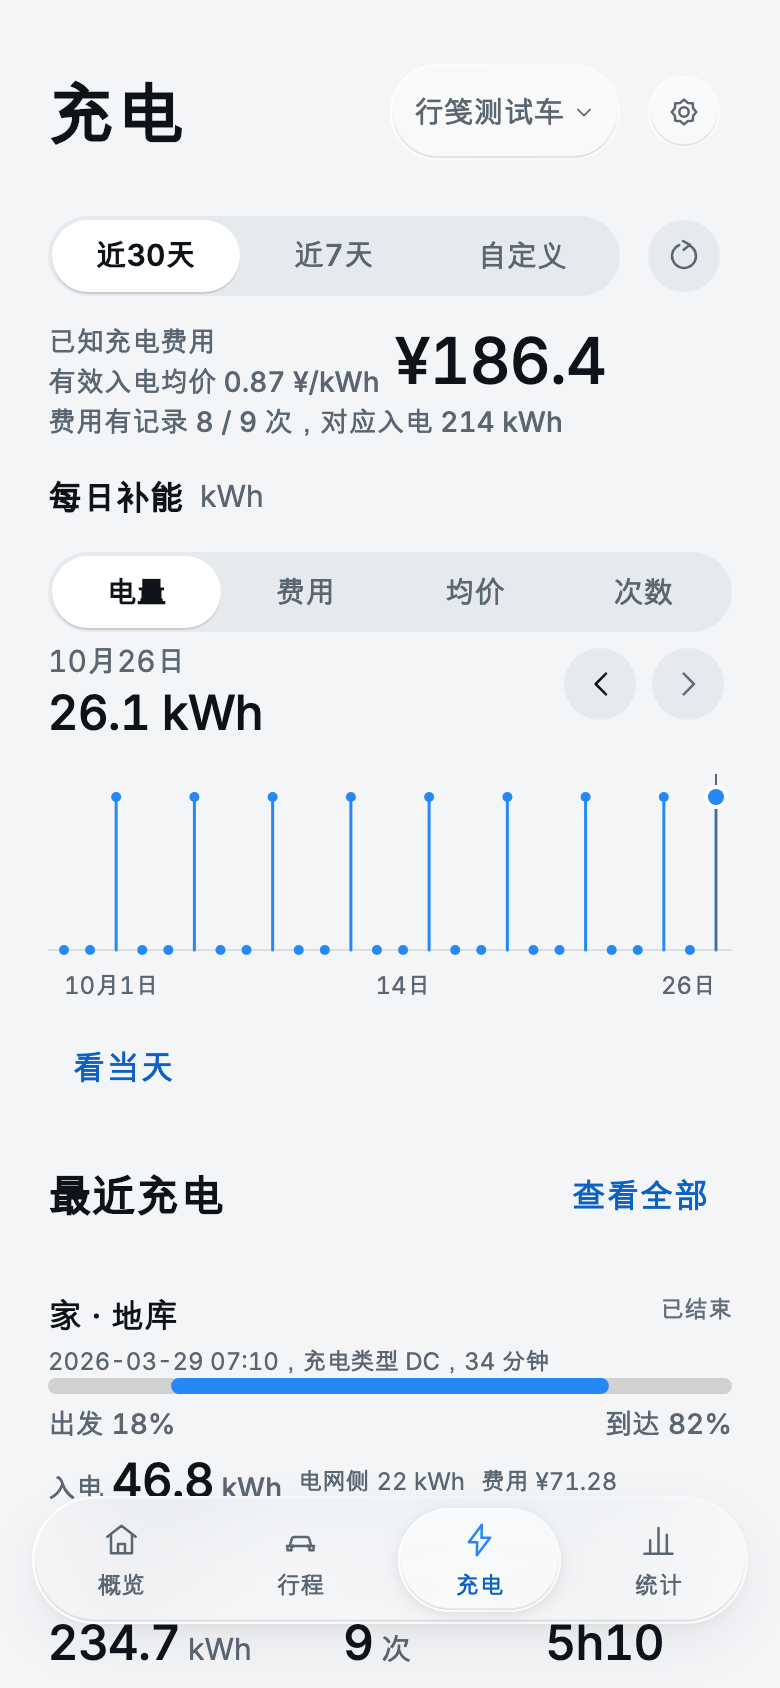 充电
行笺测试车
近30天
近7天
自定义
已知充电费用
¥186.4
有效入电均价 0.87 ¥/kWh
费用有记录 8 / 9 次，对应入电 214 kWh
每日补能 kWh
电量
费用
均价
次数
10月26日
26.1 kWh
10月1日
14日
26日
看当天
最近充电
查看全部
家 · 地库
已结束
2026-03-29 07:10，充电类型 DC，34 分钟
出发 18%
到达 82%
入电 46.8 kWh 电网侧 22 kWh 费用 ¥71.28
概览
行程
充电
统计
234.7 kWh
9 次
5h10